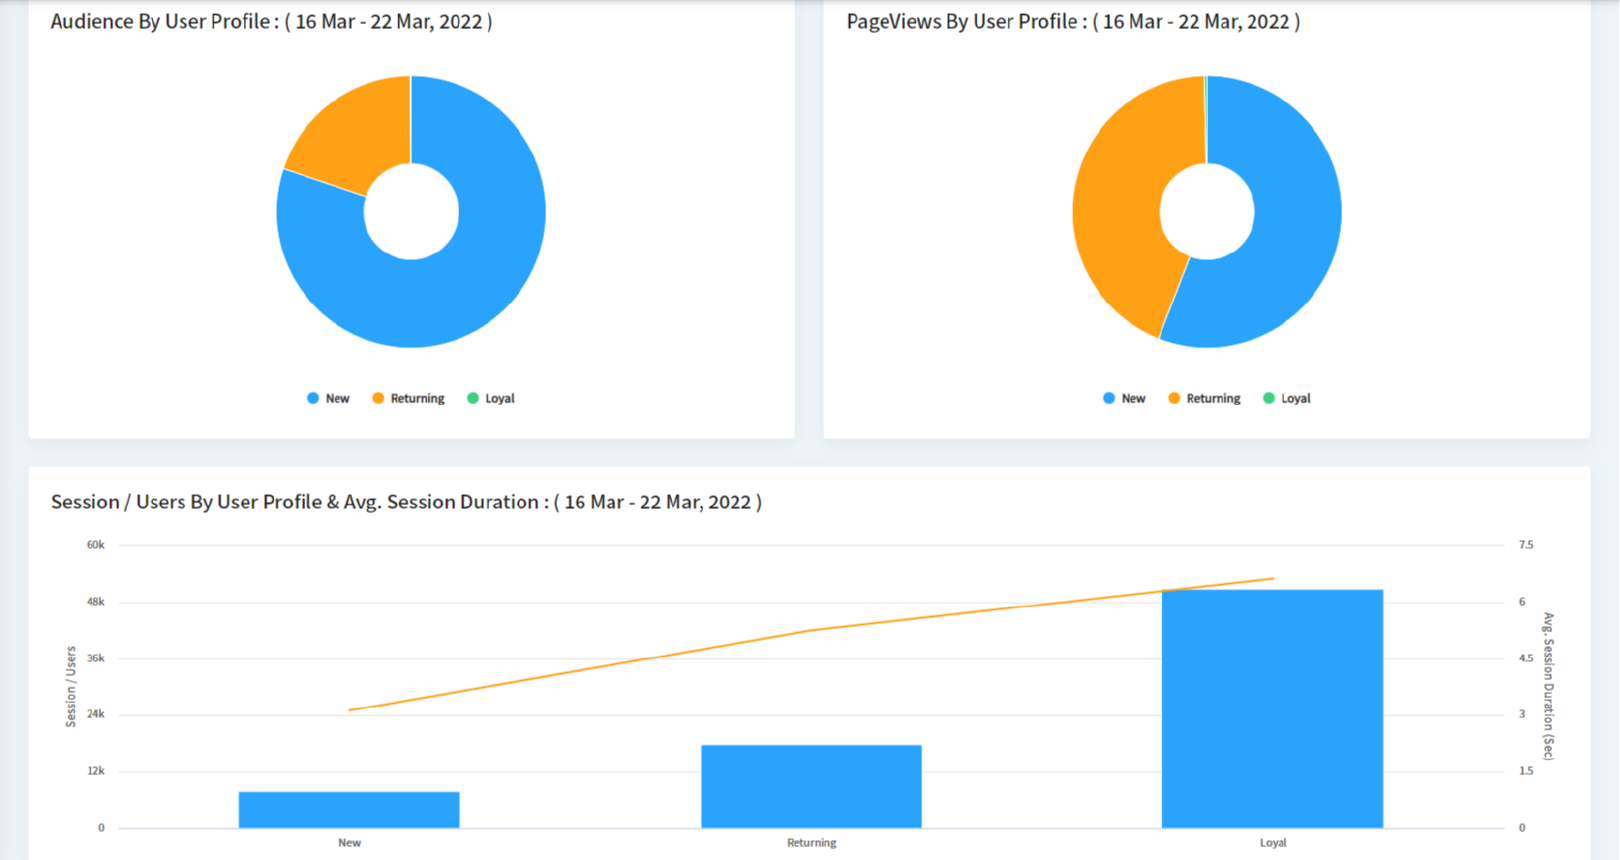 Audience By User Profile : ( 16 Mar - 22 Mar, 2022 )
New Returning Loyal
PageViews By User Profile : ( 16 Mar - 22 Mar, 2022 )
New Returning Loyal
Session / Users By User Profile & Avg. Session Duration : ( 16 Mar - 22 Mar, 2022 )
Session / Users
60k
48k
36k
24k
12k
0
7.5
6
4.5
3
1.5
0
Avg. Session Duration (Sec)
New Returning Loyal